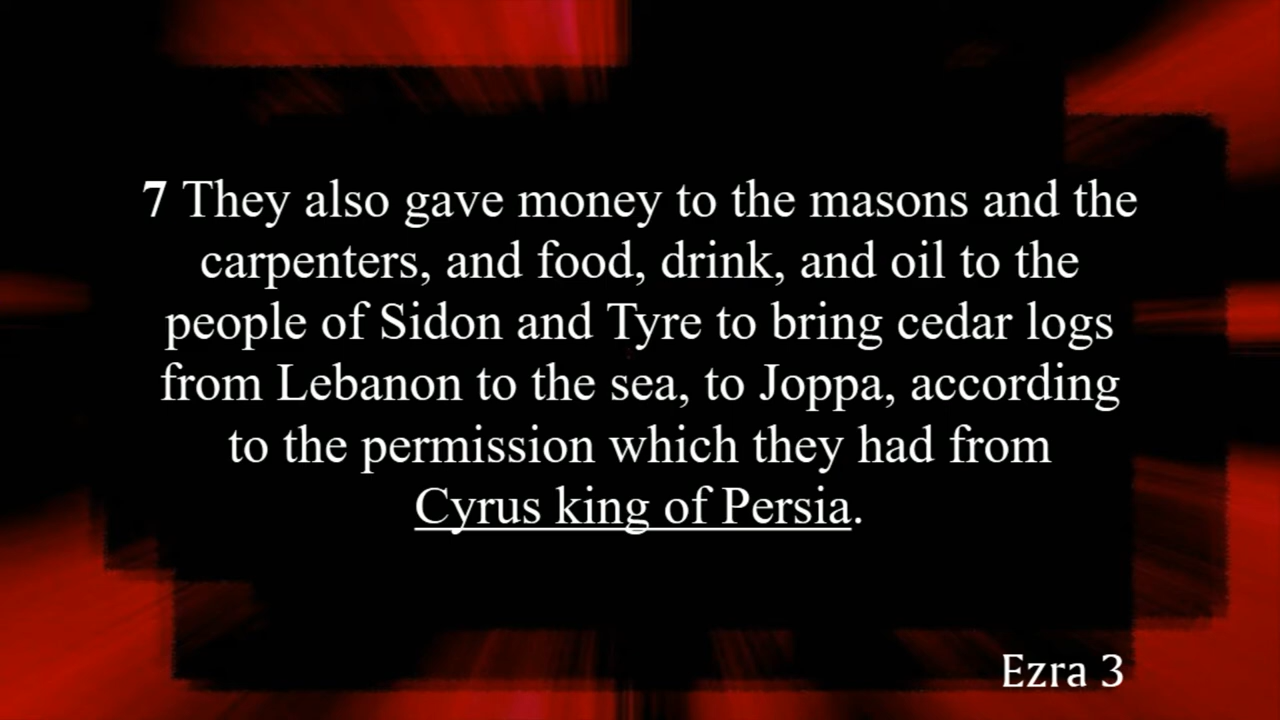 7 They also gave money to the masons and the
carpenters, and food, drink, and oil to the
people of Sidon and Tyre to bring cedar logs
from Lebanon to the sea, to Joppa, according
to the permission which they had from
Cyrus king of Persia.
Ezra 3